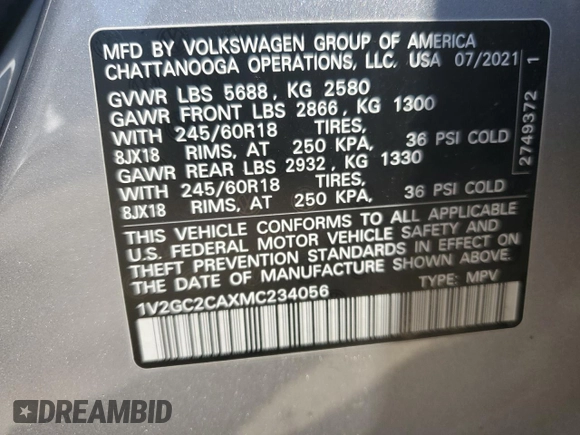 MFD BY VOLKSWAGEN GROUP OF AMERICA
CHATTANOOGA OPERATIONS, LLC. USA 07/2021
GVWR LBS 5688, KG 2580
GAWR FRONT LBS 2866, KG 1300
WITH 245/60R18 TIRES,
8JX18 RIMS, AT 250 KPA, 36 PSI COLD
GAWR REAR LBS 2932, KG 1330
WITH 245/60R18 TIRES,
8JX18 RIMS, AT 250 KPA, 36 PSI COLD
THIS VEHICLE CONFORMS TO ALL APPLICABLE
U.S. FEDERAL MOTOR VEHICLE SAFETY AND
THEFT PREVENTION STANDARDS IN EFFECT ON
THE DATE OF MANUFACTURE SHOWN ABOVE.
1V2GC2CAXMC234056 TYPE: MPV
2749372 1
DREAMBID